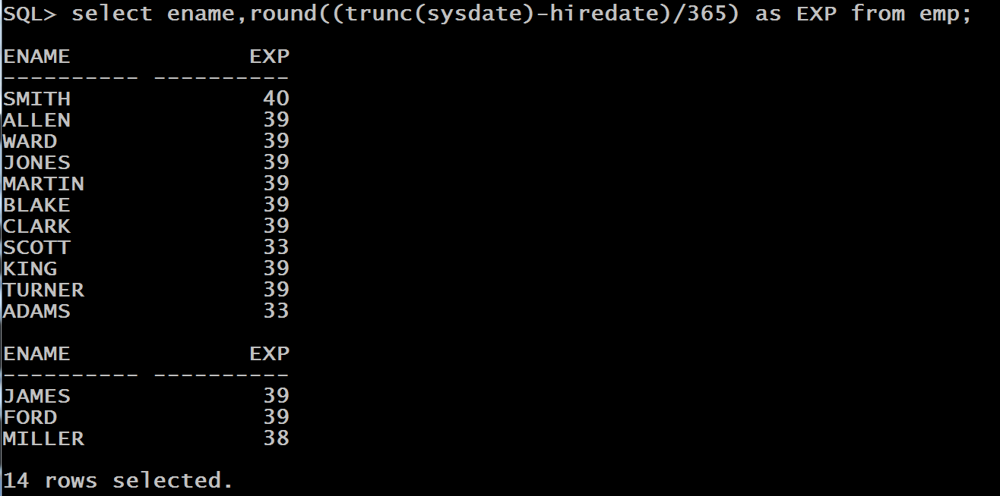 SQL> select ename,round((trunc(sysdate)-hiredate)/365) as EXP from emp;
ENAME             EXP
---------- ----------
SMITH              40
ALLEN              39
WARD               39
JONES              39
MARTIN             39
BLAKE              39
CLARK              39
SCOTT              33
KING               39
TURNER             39
ADAMS              33
ENAME             EXP
---------- ----------
JAMES              39
FORD               39
MILLER             38
14 rows selected.